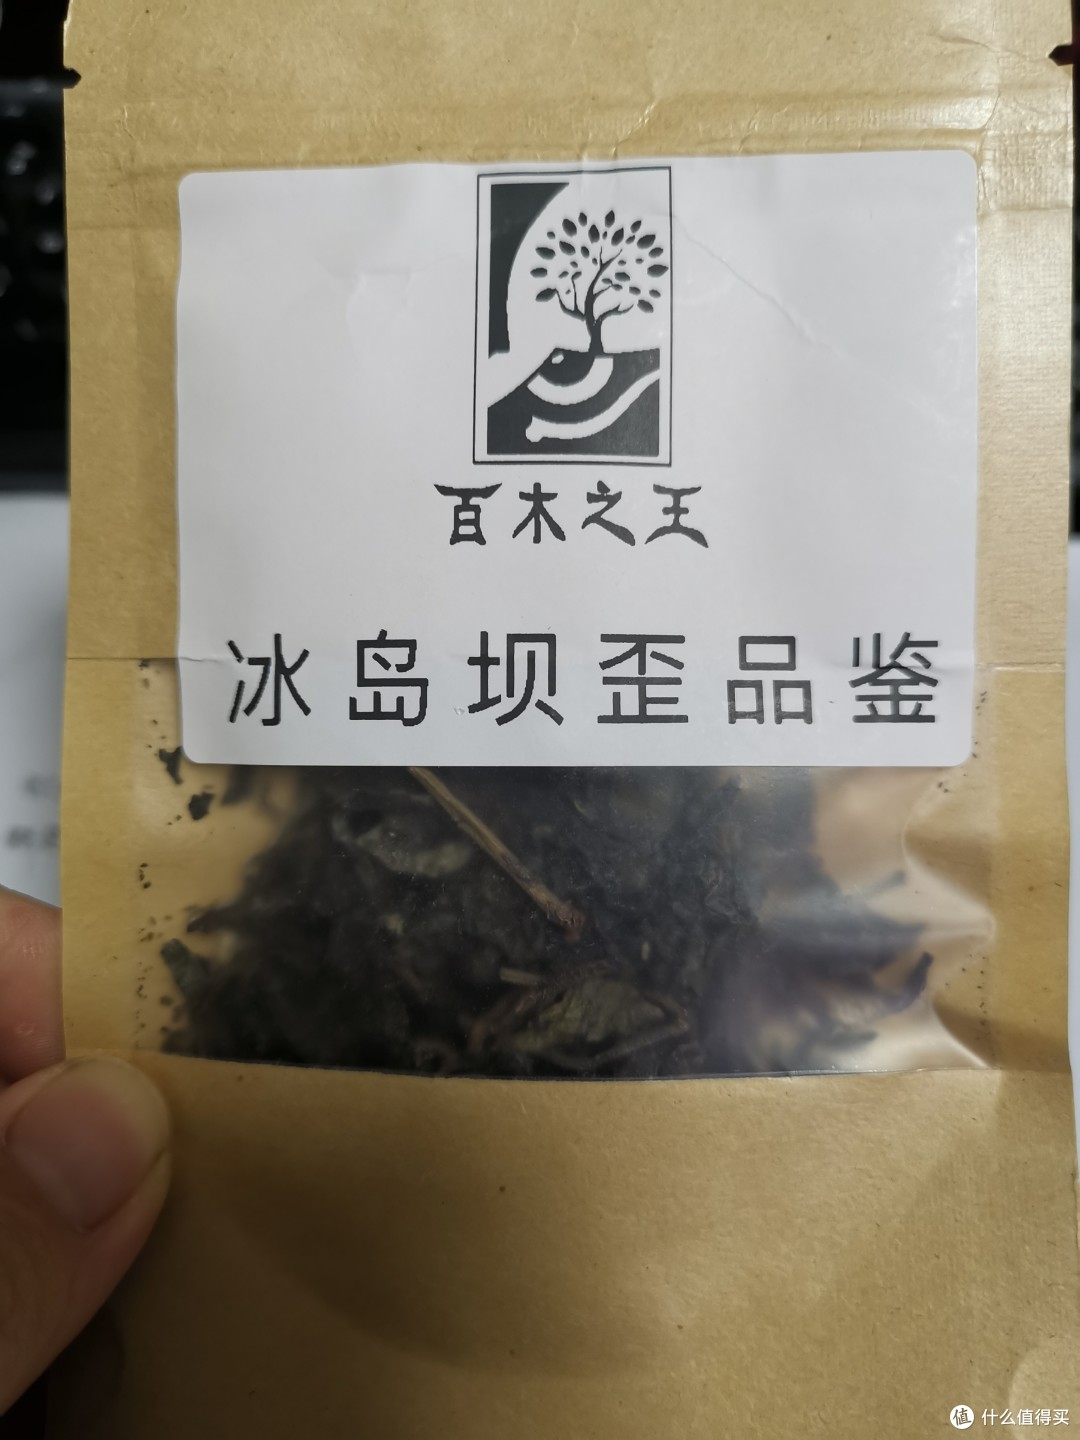 百木之王
冰岛坝歪品鉴
值 什么值得买